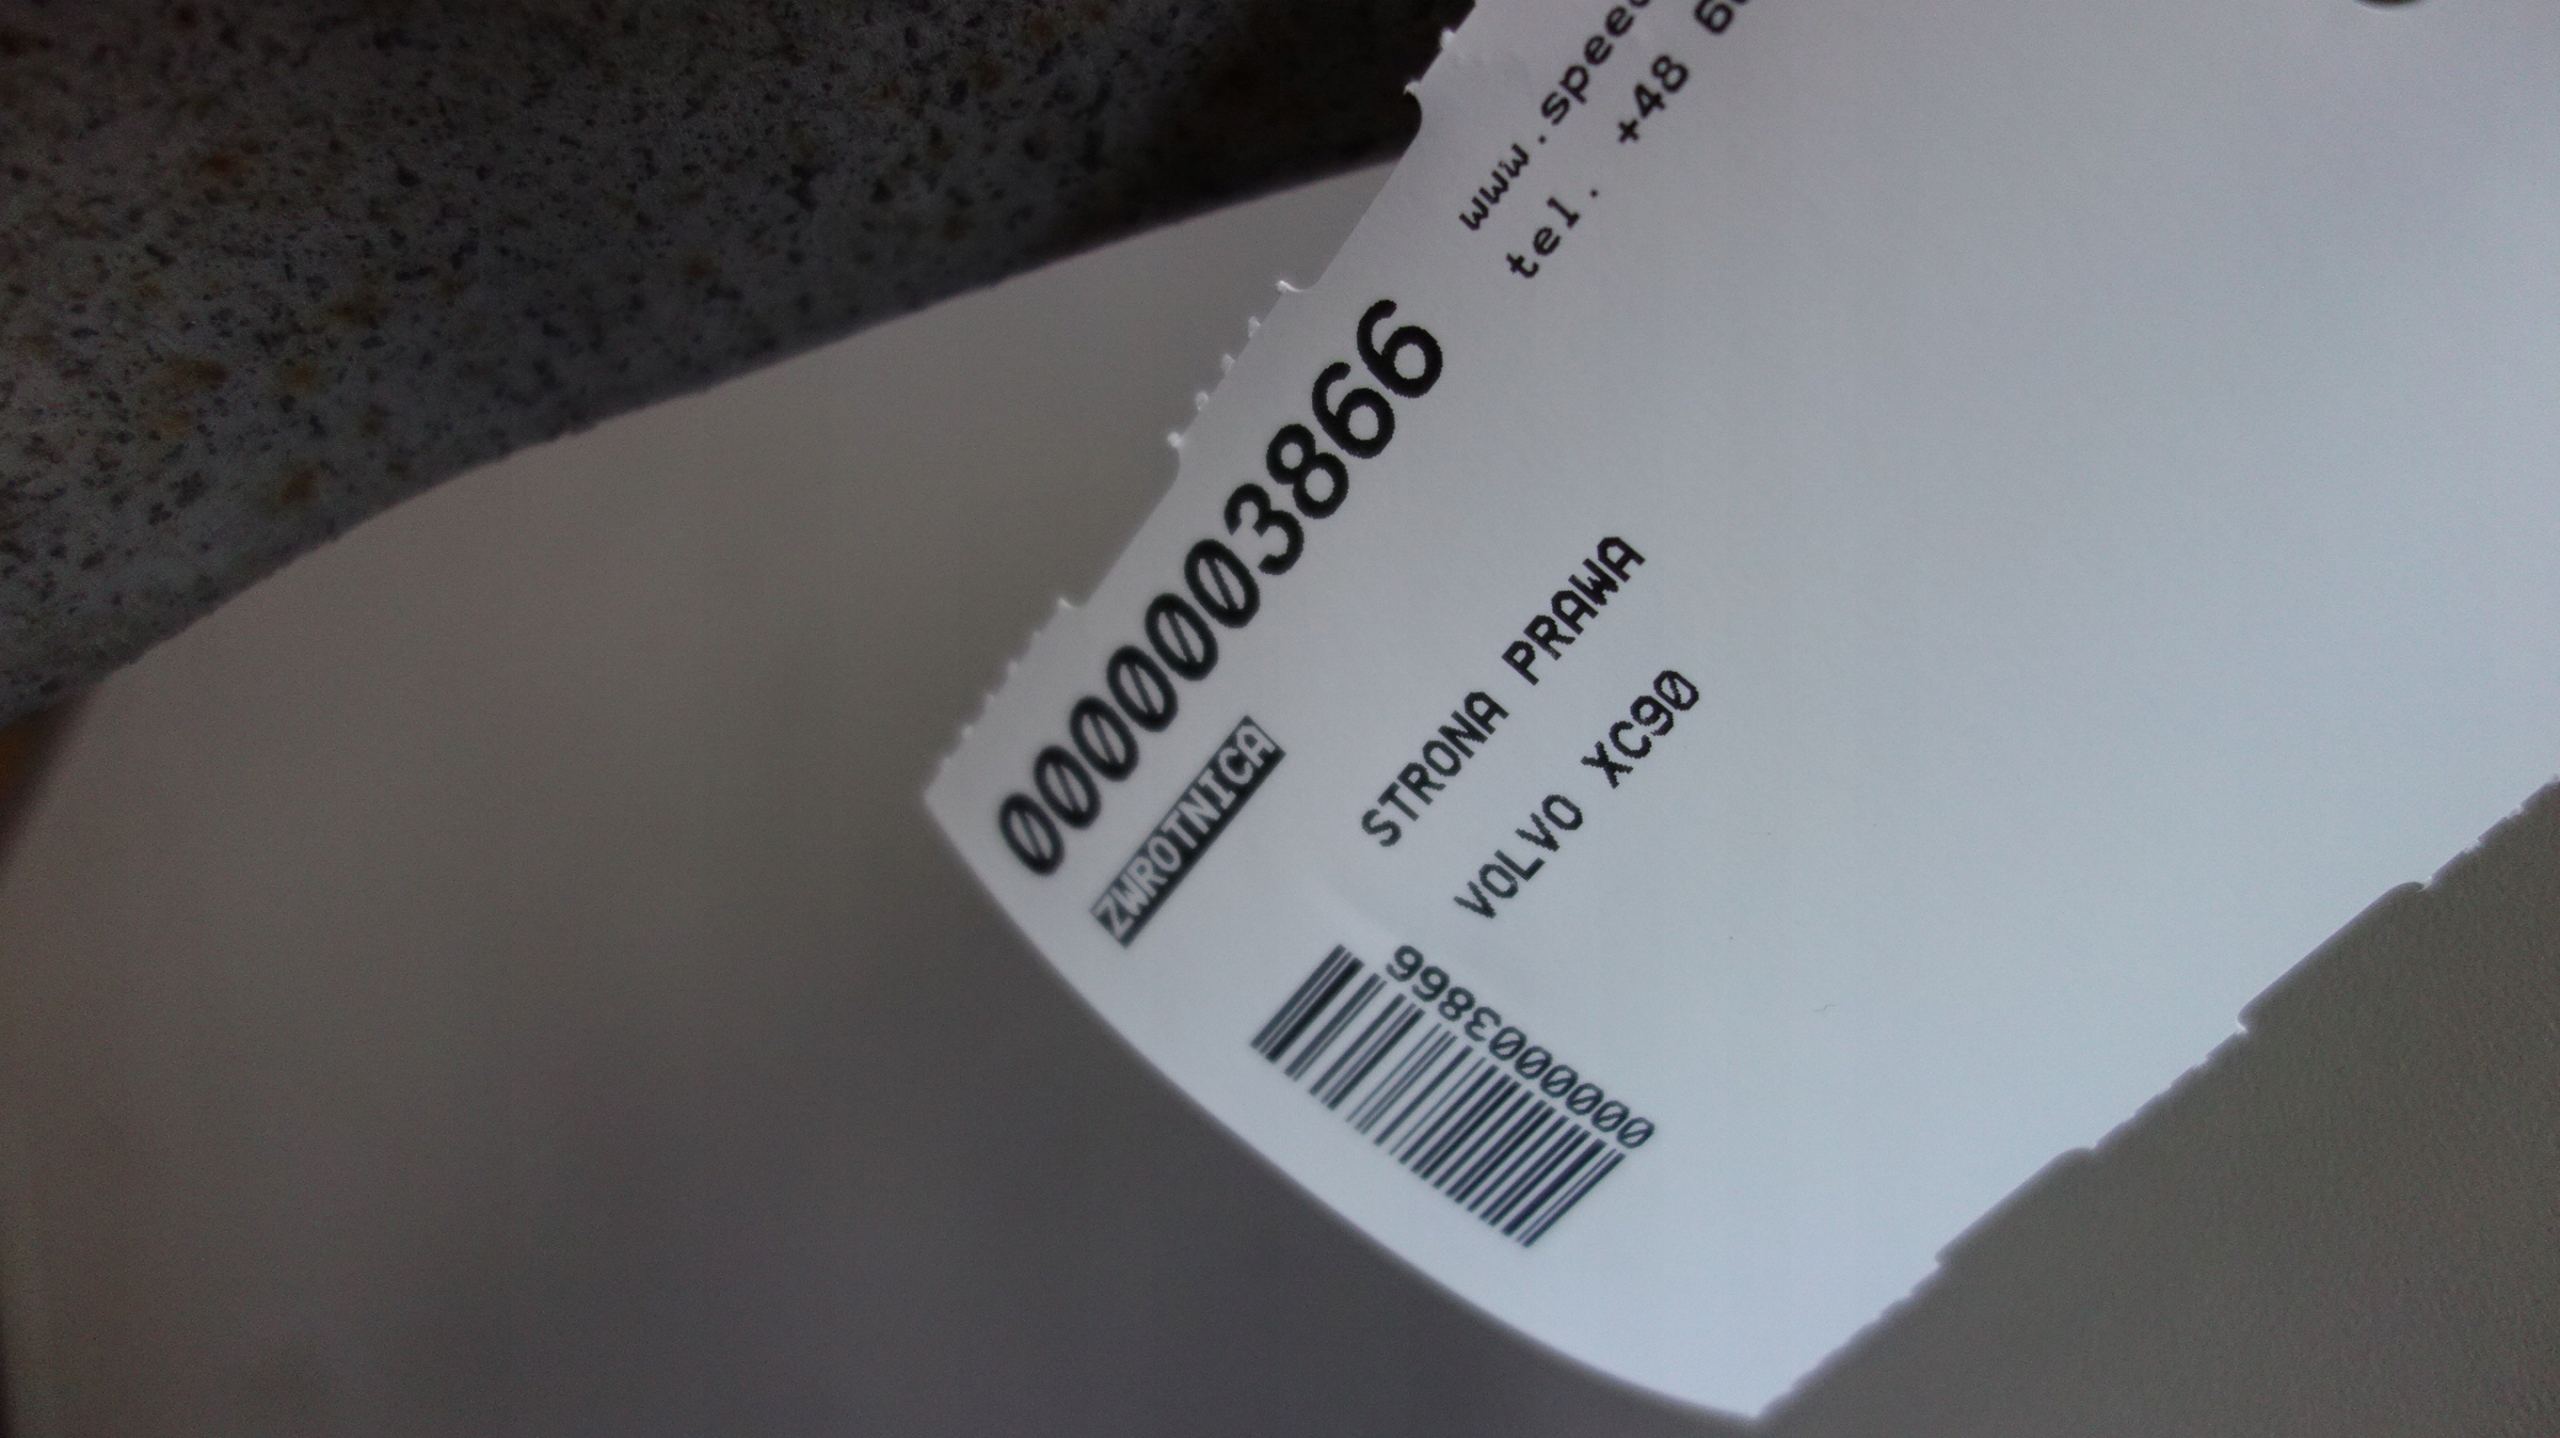 0000003866
www.spee
tel. +48
ZWROTNICA
STRONA PRAWA
VOLVO XC90
0000003866